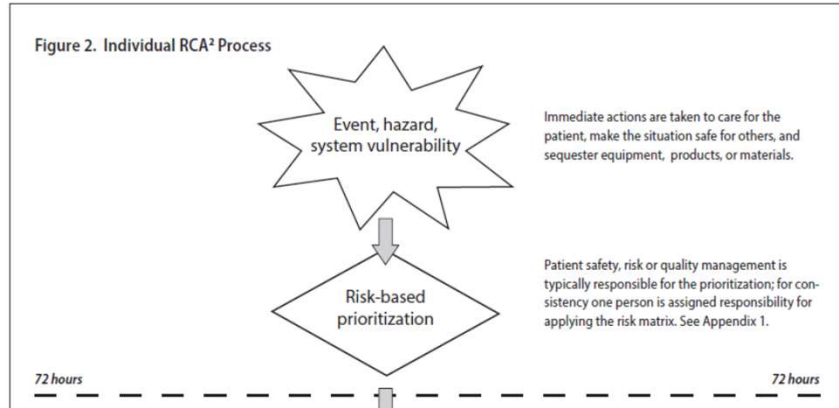 Figure 2. Individual RCA² Process
Event, hazard,
system vulnerability
Immediate actions are taken to care for the
patient, make the situation safe for others, and
sequester equipment, products, or materials.
Risk-based
prioritization
Patient safety, risk or quality management is
typically responsible for the prioritization; for con-
sistency one person is assigned responsibility for
applying the risk matrix. See Appendix 1.
72 hours
72 hours